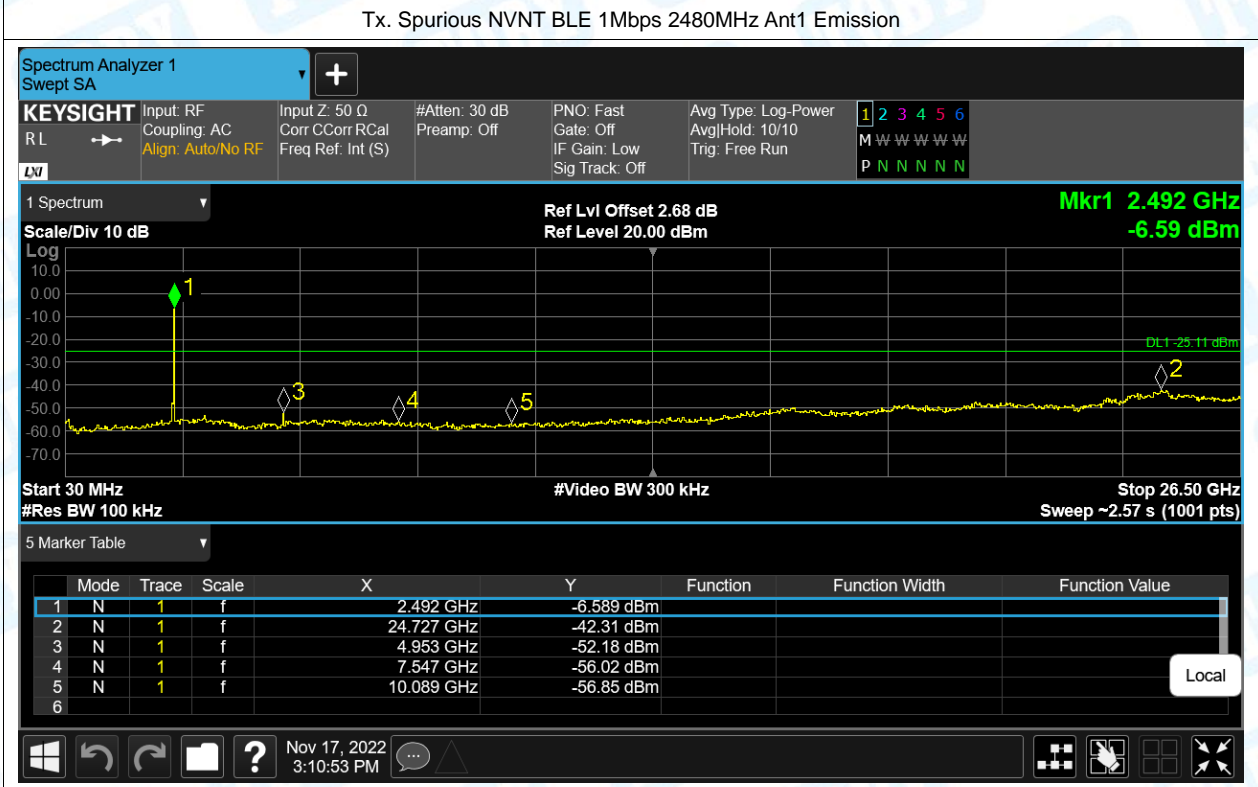 Tx. Spurious NVNT BLE 1Mbps 2480MHz Ant1 Emission
Spectrum Analyzer 1
Swept SA
KEYSIGHT Input: RF Input Z: 50 Ω #Atten: 30 dB PNO: Fast Avg Type: Log-Power 1 2 3 4 5 6
R L Coupling: AC Corr CCorr RCal Preamp: Off Gate: Off Avg|Hold: 10/10 M W W W W W
Align: Auto/No RF Freq Ref: Int (S) IF Gain: Low Trig: Free Run
LXI Sig Track: Off P N N N N N
1 Spectrum Ref Lvl Offset 2.68 dB Mkr1 2.492 GHz
Scale/Div 10 dB Ref Level 20.00 dBm -6.59 dBm
Log
10.0
0.00 1
-10.0
-20.0 DL1 -25.11 dBm
-30.0 2
-40.0 3
-50.0 4 5
-60.0
-70.0
Start 30 MHz #Video BW 300 kHz Stop 26.50 GHz
#Res BW 100 kHz Sweep ~2.57 s (1001 pts)
5 Marker Table
Mode Trace Scale X Y Function Function Width Function Value
1 N 1 f 2.492 GHz -6.589 dBm
2 N 1 f 24.727 GHz -42.31 dBm
3 N 1 f 4.953 GHz -52.18 dBm
4 N 1 f 7.547 GHz -56.02 dBm
5 N 1 f 10.089 GHz -56.85 dBm
6
Local
? Nov 17, 2022
3:10:53 PM